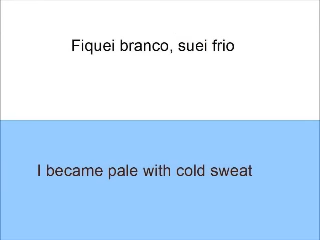 Fiquei branco, suei frio
I became pale with cold sweat